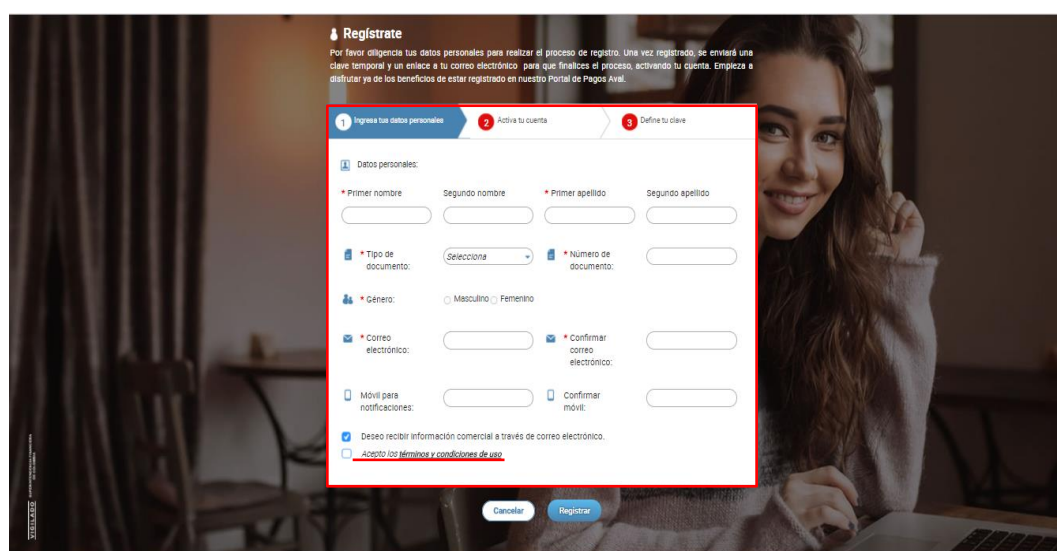 Regístrate
Por favor diligencia tus datos personales para realizar el proceso de registro. Una vez registrado, se enviará una
clave temporal y un enlace a tu correo electrónico para que finalices el proceso, activando tu cuenta. Empieza a
disfrutar ya de los beneficios de estar registrado en nuestro Portal de Pagos Aval.
1 Ingresa tus datos personales 2 Activa tu cuenta 3 Define tu clave
Datos personales:
* Primer nombre Segundo nombre * Primer apellido Segundo apellido
* Tipo de
documento:
Selecciona
* Número de
documento:
* Género: Masculino Femenino
* Correo
electrónico:
* Confirmar
correo
electrónico:
Móvil para
notificaciones:
Confirmar
móvil:
Deseo recibir información comercial a través de correo electrónico.
Acepto los términos y condiciones de uso
Cancelar Registrar
VIGILADO SUPERINTENDENCIA FINANCIERA
DE COLOMBIA